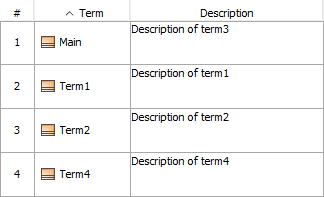 # Term Description
1 Main Description of term3
2 Term1 Description of term1
3 Term2 Description of term2
4 Term4 Description of term4